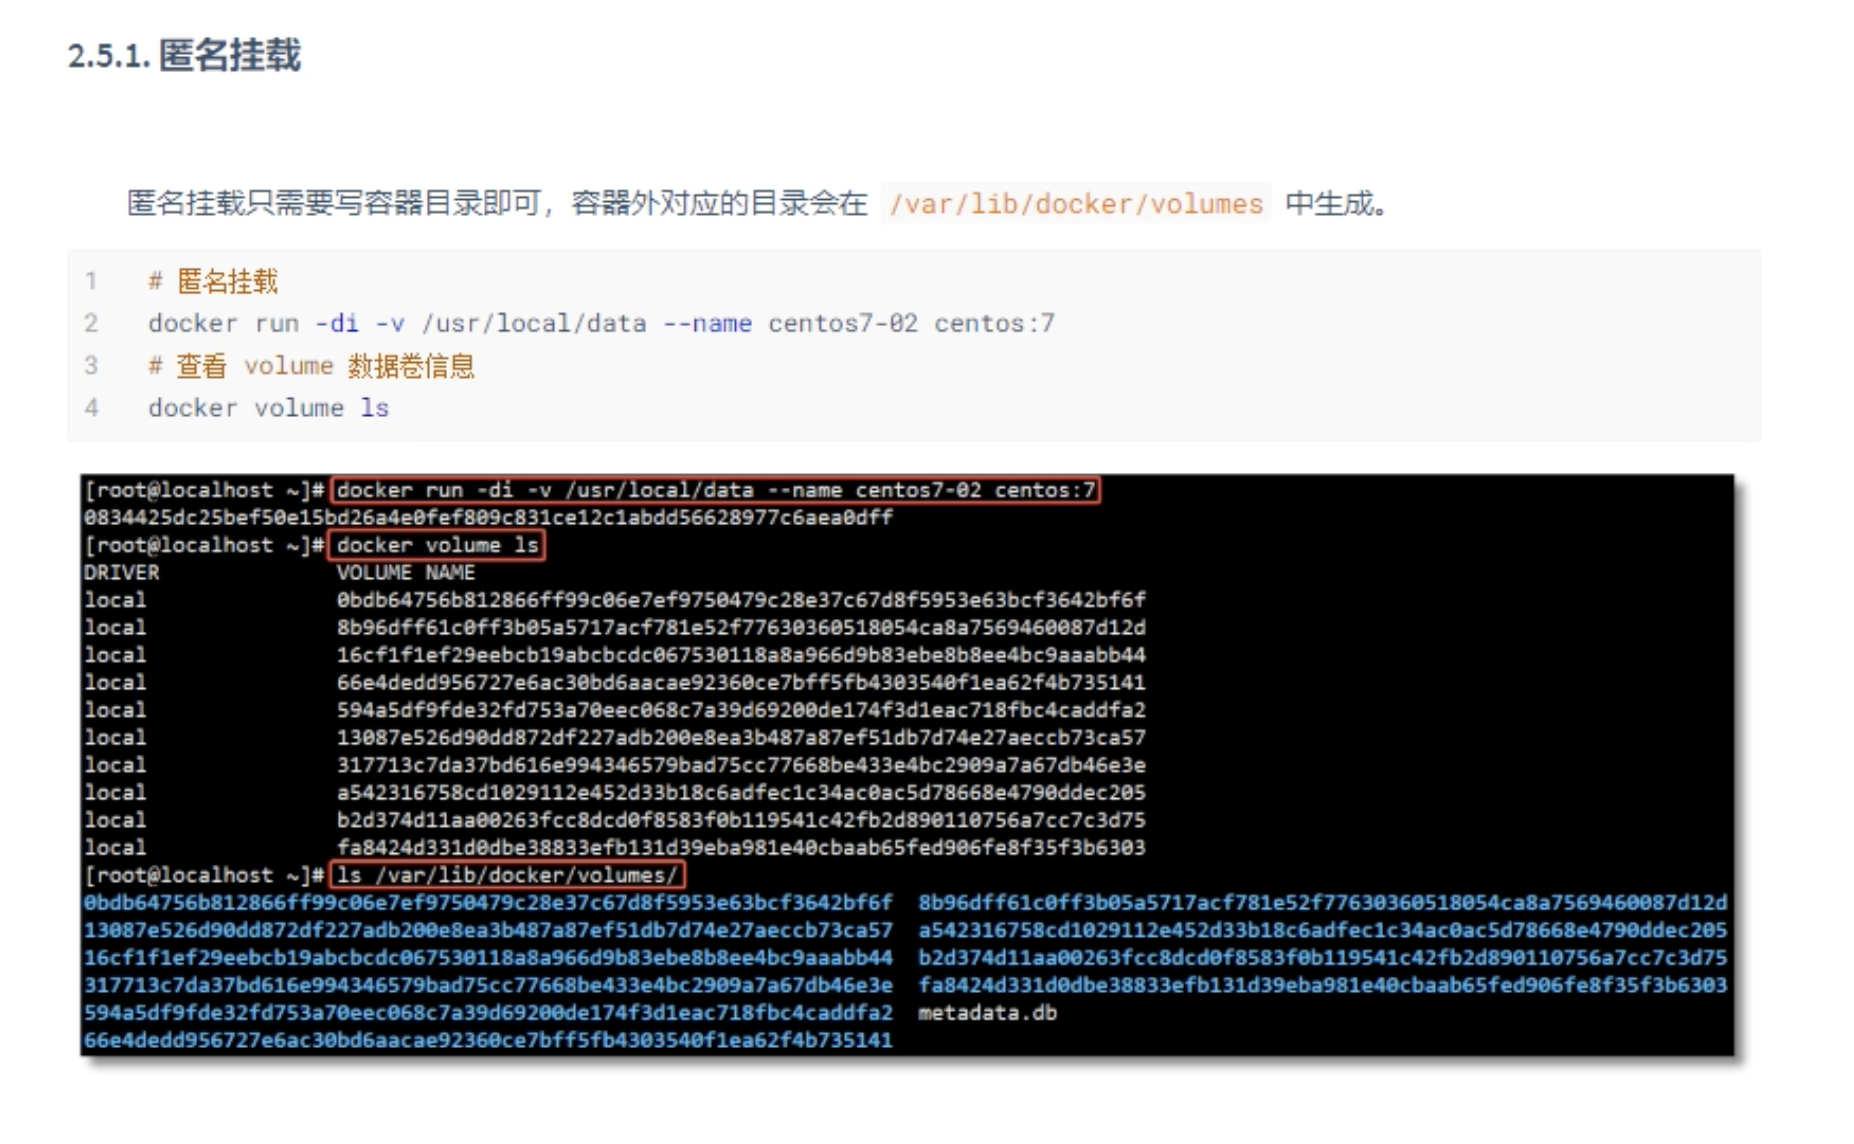 2.5.1. 匿名挂载
匿名挂载只需要写容器目录即可，容器外对应的目录会在 /var/lib/docker/volumes 中生成。
1 # 匿名挂载
2 docker run -di -v /usr/local/data --name centos7-02 centos:7
3 # 查看 volume 数据卷信息
4 docker volume ls
[root@localhost ~]# docker run -di -v /usr/local/data --name centos7-02 centos:7
0834425dc25bef50e15bd26a4e0fef809c831ce12c1abdd56628977c6aea0dff
[root@localhost ~]# docker volume ls
DRIVER VOLUME NAME
local 0bdb64756b812866ff99c06e7ef9750479c28e37c67d8f5953e63bcf3642bf6f
local 8b96dff61c0ff3b05a5717acf781e52f77630360518054ca8a7569460087d12d
local 16cf1f1ef29eebcb19abcbcdc067530118a8a966d9b83ebe8b8ee4bc9aaabb44
local 66e4dedd956727e6ac30bd6aacae92360ce7bff5fb4303540f1ea62f4b735141
local 594a5df9fde32fd753a70eec068c7a39d69200de174f3d1eac718fbc4caddfa2
local 13087e526d90dd872df227adb200e8ea3b487a87ef51db7d74e27aeccb73ca57
local 317713c7da37bd616e994346579bad75cc77668be433e4bc2909a7a67db46e3e
local a542316758cd1029112e452d33b18c6adfec1c34ac0ac5d78668e4790ddec205
local b2d374d11aa00263fcc8dcd0f8583f0b119541c42fb2d890110756a7cc7c3d75
local fa8424d331d0dbe38833efb131d39eba981e40cbaab65fed906fe8f35f3b6303
[root@localhost ~]# ls /var/lib/docker/volumes/
0bdb64756b812866ff99c06e7ef9750479c28e37c67d8f5953e63bcf3642bf6f 8b96dff61c0ff3b05a5717acf781e52f77630360518054ca8a7569460087d12d
13087e526d90dd872df227adb200e8ea3b487a87ef51db7d74e27aeccb73ca57 a542316758cd1029112e452d33b18c6adfec1c34ac0ac5d78668e4790ddec205
16cf1f1ef29eebcb19abcbcdc067530118a8a966d9b83ebe8b8ee4bc9aaabb44 b2d374d11aa00263fcc8dcd0f8583f0b119541c42fb2d890110756a7cc7c3d75
317713c7da37bd616e994346579bad75cc77668be433e4bc2909a7a67db46e3e fa8424d331d0dbe38833efb131d39eba981e40cbaab65fed906fe8f35f3b6303
594a5df9fde32fd753a70eec068c7a39d69200de174f3d1eac718fbc4caddfa2 metadata.db
66e4dedd956727e6ac30bd6aacae92360ce7bff5fb4303540f1ea62f4b735141